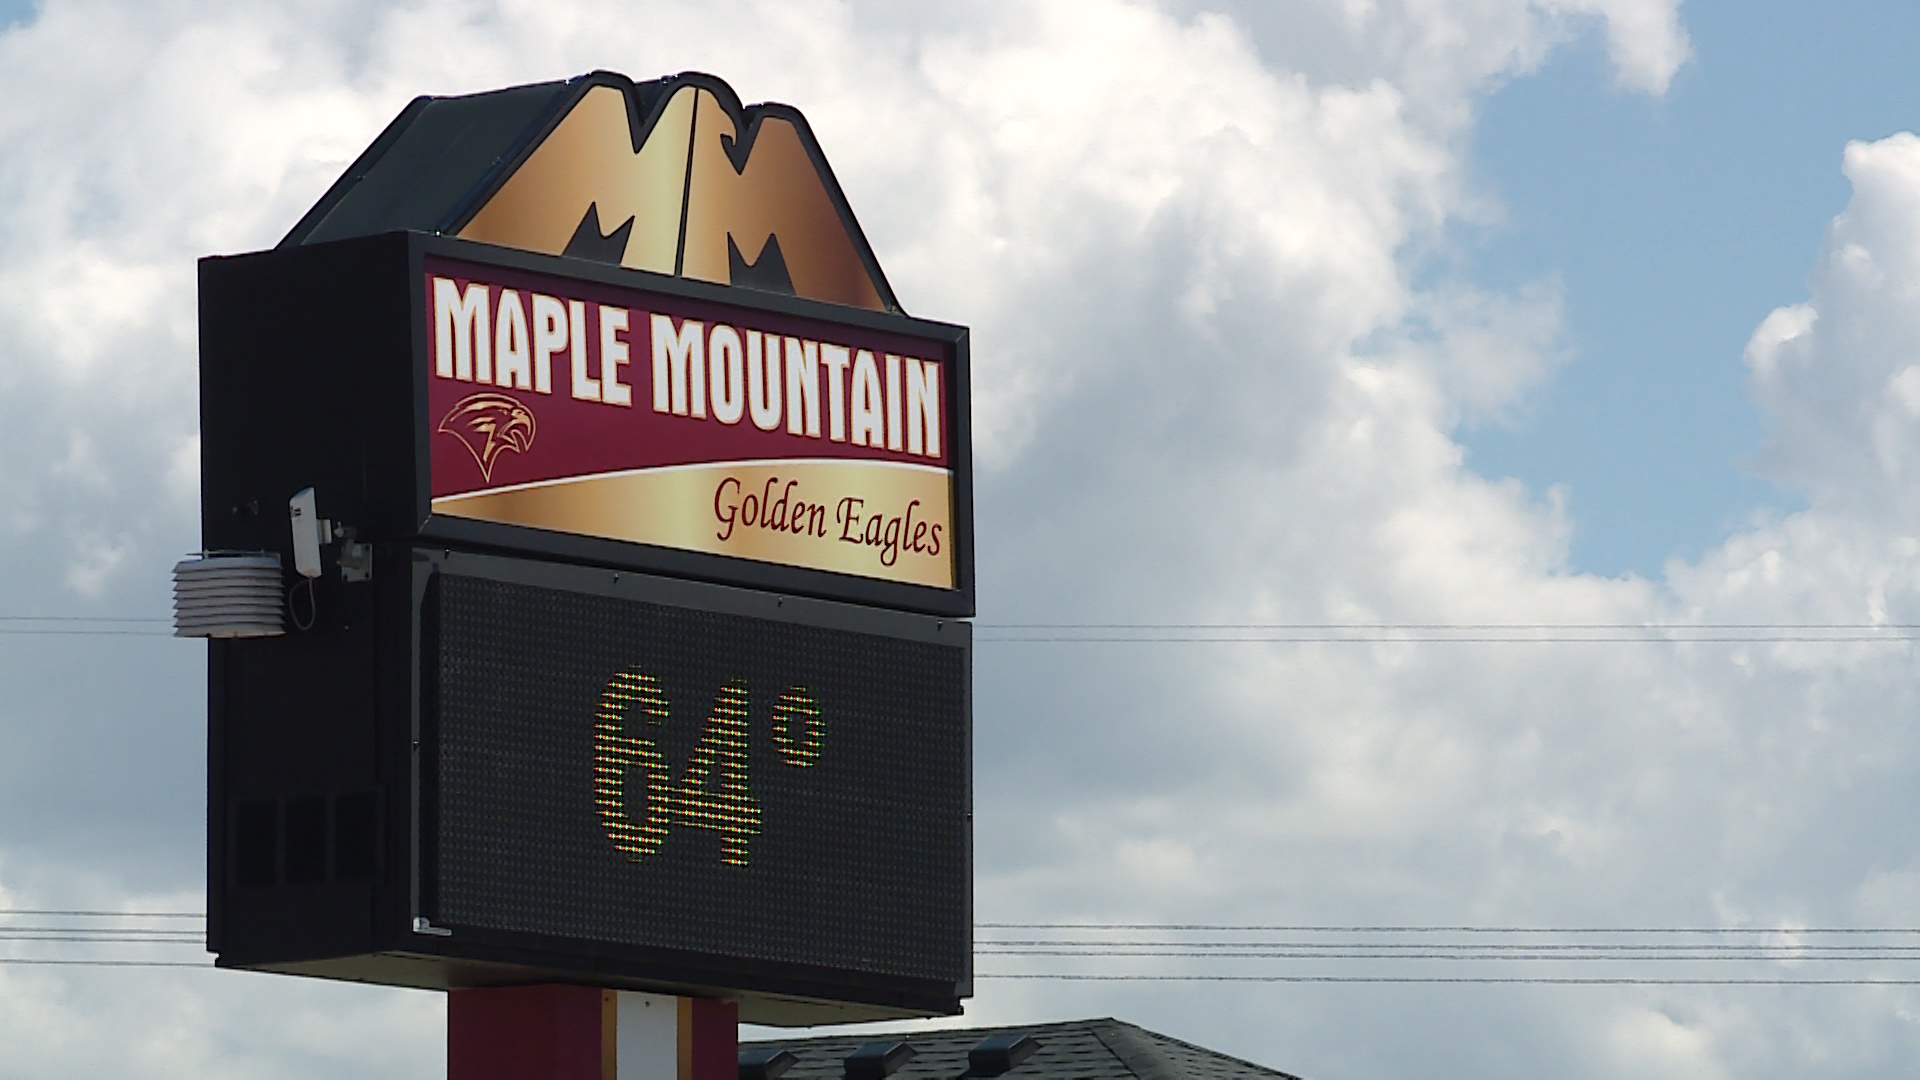 MM
MAPLE MOUNTAIN
Golden Eagles
64°